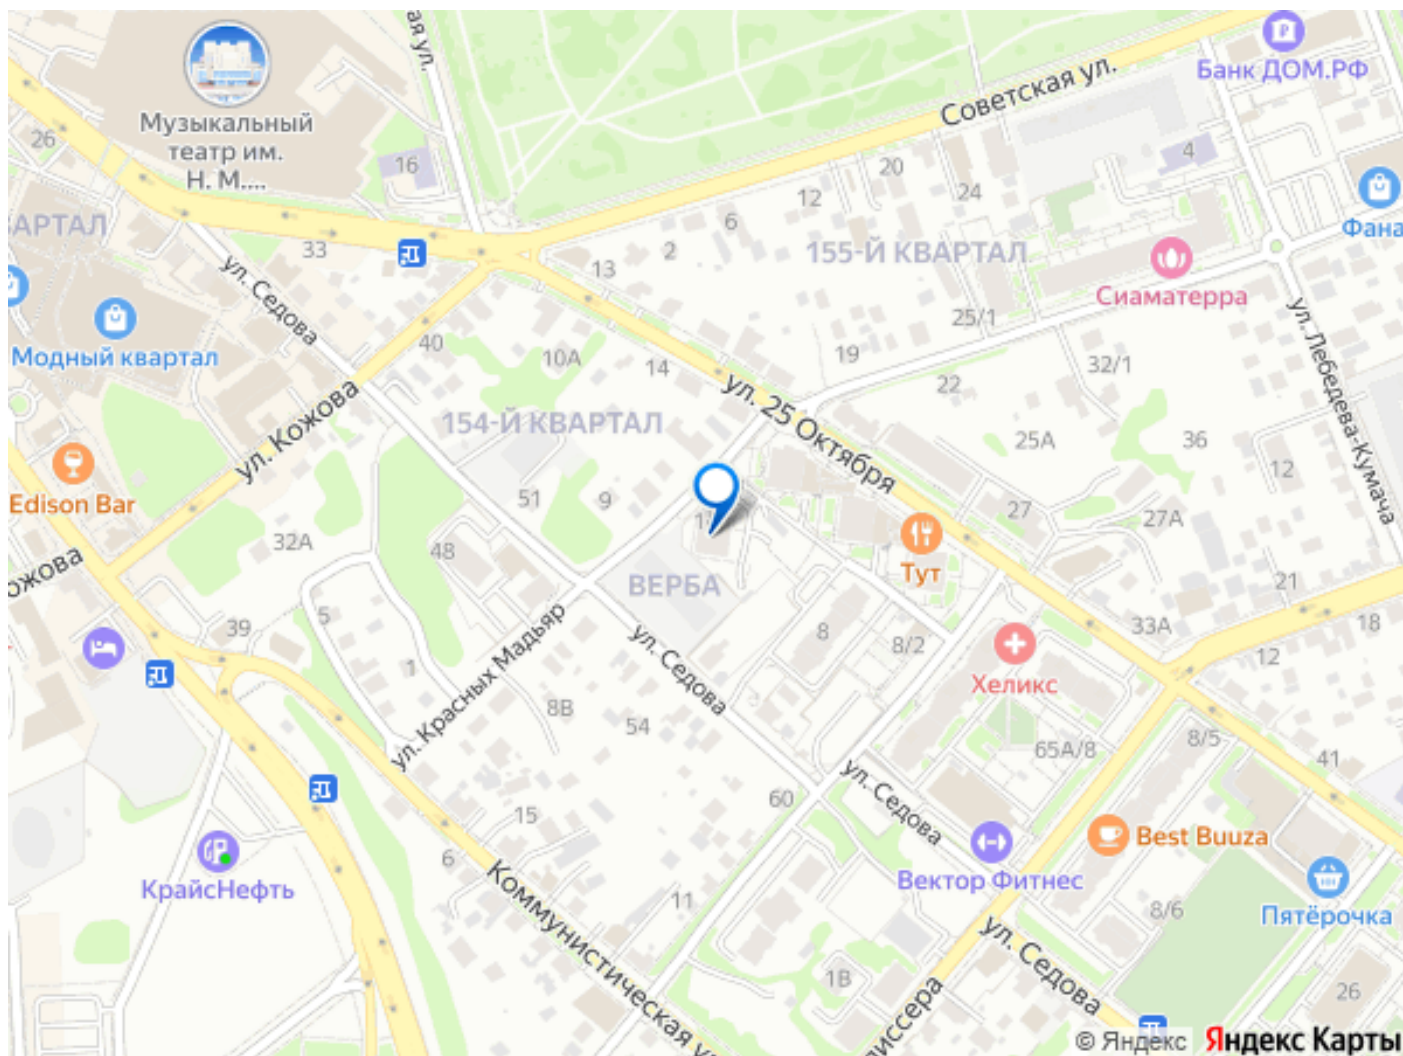 ая ул.
Банк ДОМ.РФ
Советская ул.
Музыкальный
театр им.
Н. М....
26
16
4
20
24
12
6
2
АРТАЛ
33
13
155-Й КВАРТАЛ
Фана
Сиаматерра
ул. Седова
25/1
ул. Лебедева-Кумача
Модный квартал
40
10А
14
19
22
32/1
ул. Кожова
154-Й КВАРТАЛ
ул. 25 Октября
25А
36
12
Edison Bar
51
9
27
27А
32А
48
Тут
ожова
ВЕРБА
21
5
39
1
8
8/2
33А
18
12
ул. Красных Мадьяр
ул. Седова
Хеликс
8В
54
65А/8
8/5
41
15
60
ул. Седова
6
Best Buuza
КрайсНефть
Вектор Фитнес
11
8/6
Пятёрочка
Коммунистическая у
1В
ул. Седова
26
лиссера
© Яндекс Яндекс Карты